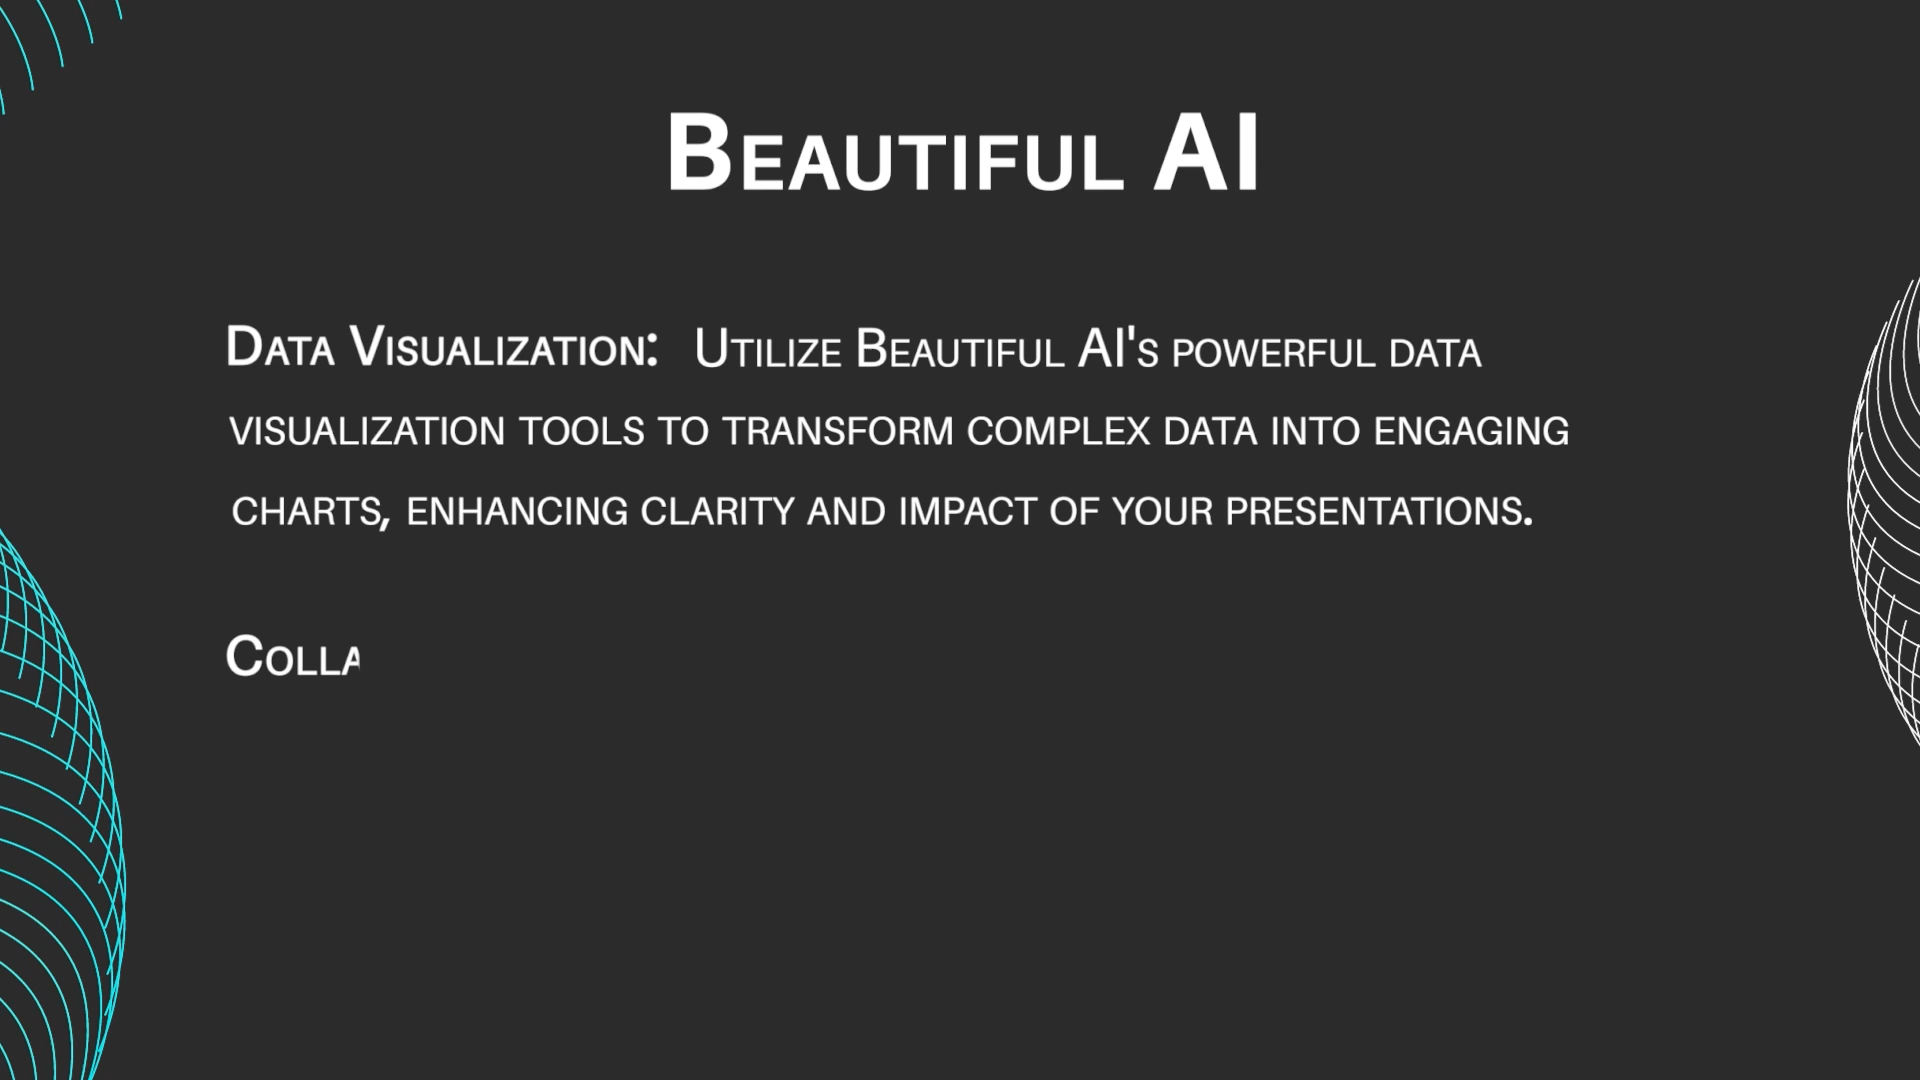 Beautiful AI
Data Visualization: Utilize Beautiful AI's powerful data
visualization tools to transform complex data into engaging
charts, enhancing clarity and impact of your presentations.
Colla